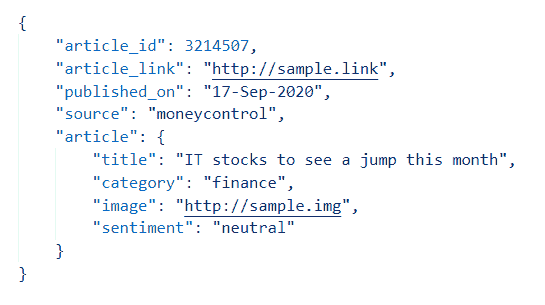 {
    "article_id": 3214507,
    "article_link": "http://sample.link",
    "published_on": "17-Sep-2020",
    "source": "moneycontrol",
    "article": {
        "title": "IT stocks to see a jump this month",
        "category": "finance",
        "image": "http://sample.img",
        "sentiment": "neutral"
    }
}